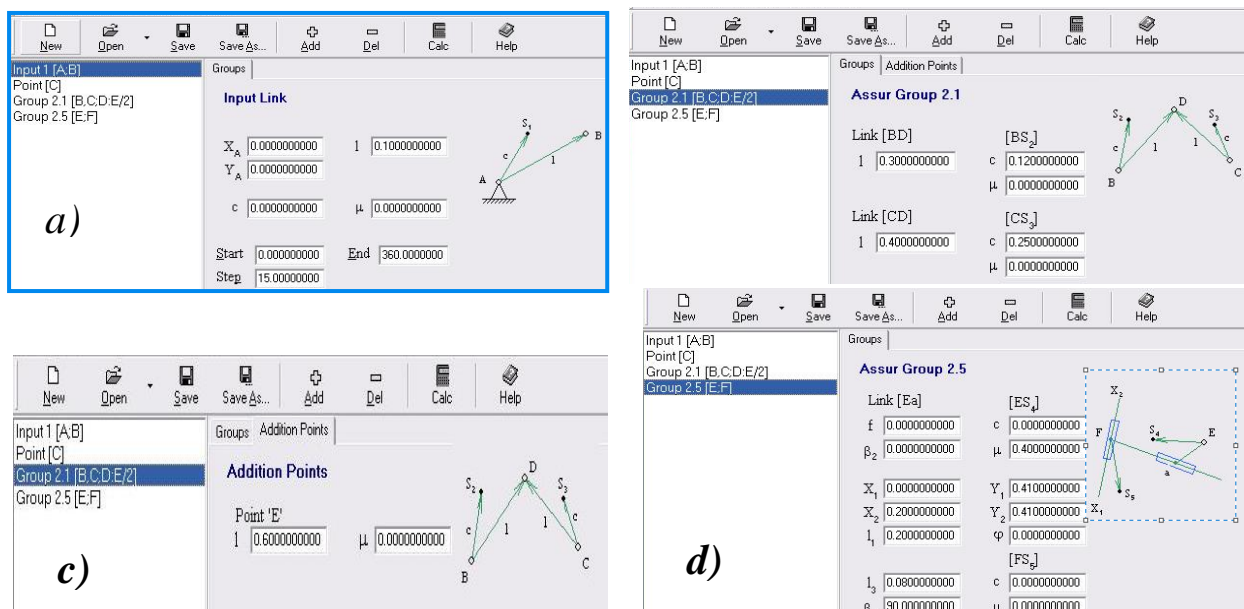 New Open Save Save As... Add Del Calc Help
Input 1 [A;B]
Point [C]
Group 2.1 [B,C;D:E/2]
Group 2.5 [E;F]
Groups
Input Link
X_A 0.0000000000 l 0.1000000000
Y_A 0.0000000000
c 0.0000000000 μ 0.0000000000
Start 0.000000000 End 360.0000000
Step 15.00000000
S₁
B
c
l
A
a)
New Open Save Save As... Add Del Calc Help
Input 1 [A;B]
Point [C]
Group 2.1 [B,C;D:E/2]
Group 2.5 [E;F]
Groups Addition Points
Assur Group 2.1
Link [BD] [BS₂]
l 0.3000000000 c 0.1200000000
μ 0.0000000000
Link [CD] [CS₃]
l 0.4000000000 c 0.2500000000
μ 0.0000000000
D
S₂ S₃
c l l c
B C
New Open Save Save As... Add Del Calc Help
Input 1 [A;B]
Point [C]
Group 2.1 [B,C;D:E/2]
Group 2.5 [E;F]
Groups Addition Points
Addition Points
Point 'E'
l 0.6000000000 μ 0.0000000000
D
S₂ S₃
c l l c
B C
c)
New Open Save Save As... Add Del Calc Help
Input 1 [A;B]
Point [C]
Group 2.1 [B,C;D:E/2]
Group 2.5 [E;F]
Groups
Assur Group 2.5
Link [Ea] [ES₄]
f 0.0000000000 c 0.0000000000
β₂ 0.0000000000 μ 0.4000000000
X₁ 0.0000000000 Y₁ 0.4100000000
X₂ 0.2000000000 Y₂ 0.4100000000
l₁ 0.2000000000 φ 0.0000000000
[FS₅]
l₃ 0.0800000000 c 0.0000000000
90.000000000 μ 0.0000000000
X₂
F S₄ E
a
S₅
X₁
d)